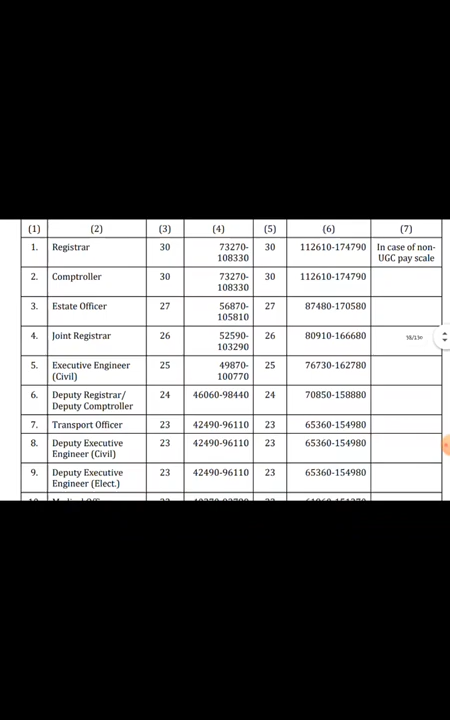 (1) (2) (3) (4) (5) (6) (7)
1. Registrar 30 73270- 30 112610-174790 In case of non-
108330 UGC pay scale
2. Comptroller 30 73270- 30 112610-174790
108330
3. Estate Officer 27 56870- 27 87480-170580
105810
4. Joint Registrar 26 52590- 26 80910-166680
103290
5. Executive Engineer 25 49870- 25 76730-162780
(Civil) 100770
6. Deputy Registrar/ 24 46060-98440 24 70850-158880
Deputy Comptroller
7. Transport Officer 23 42490-96110 23 65360-154980
8. Deputy Executive 23 42490-96110 23 65360-154980
Engineer (Civil)
9. Deputy Executive 23 42490-96110 23 65360-154980
Engineer (Elect.)